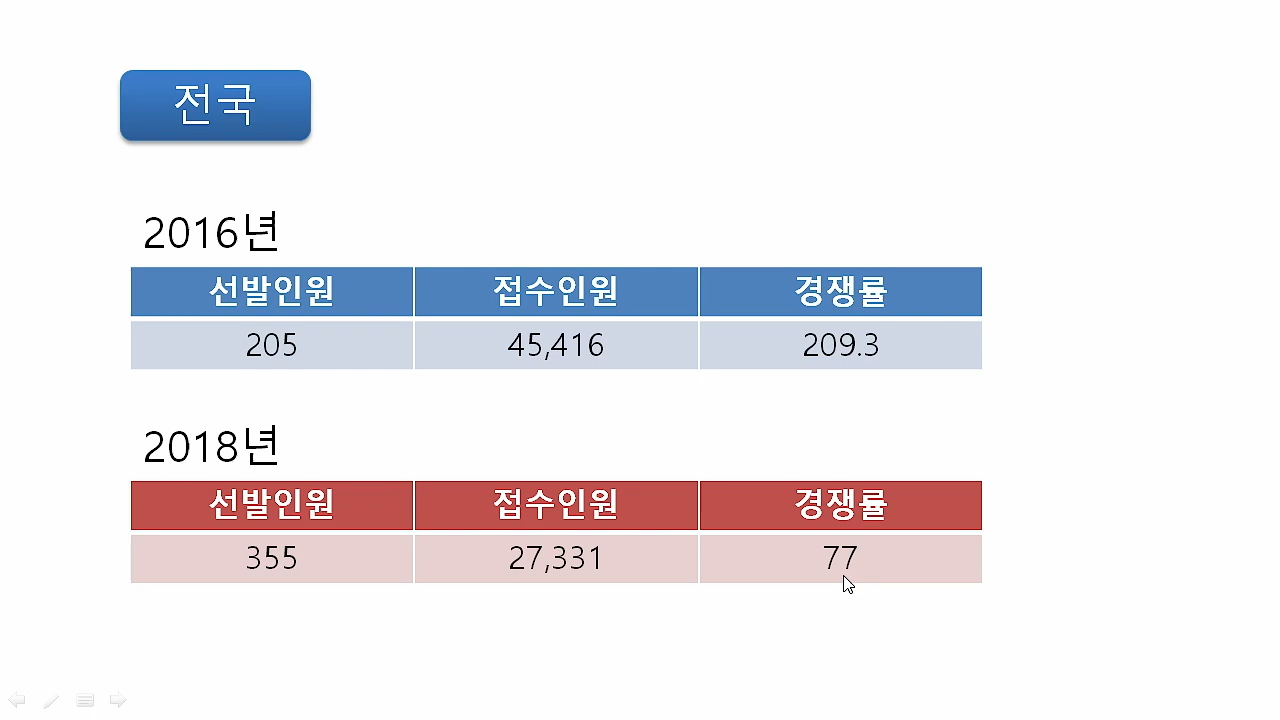 전국
2016년
선발인원 접수인원 경쟁률
205 45,416 209.3
2018년
선발인원 접수인원 경쟁률
355 27,331 77